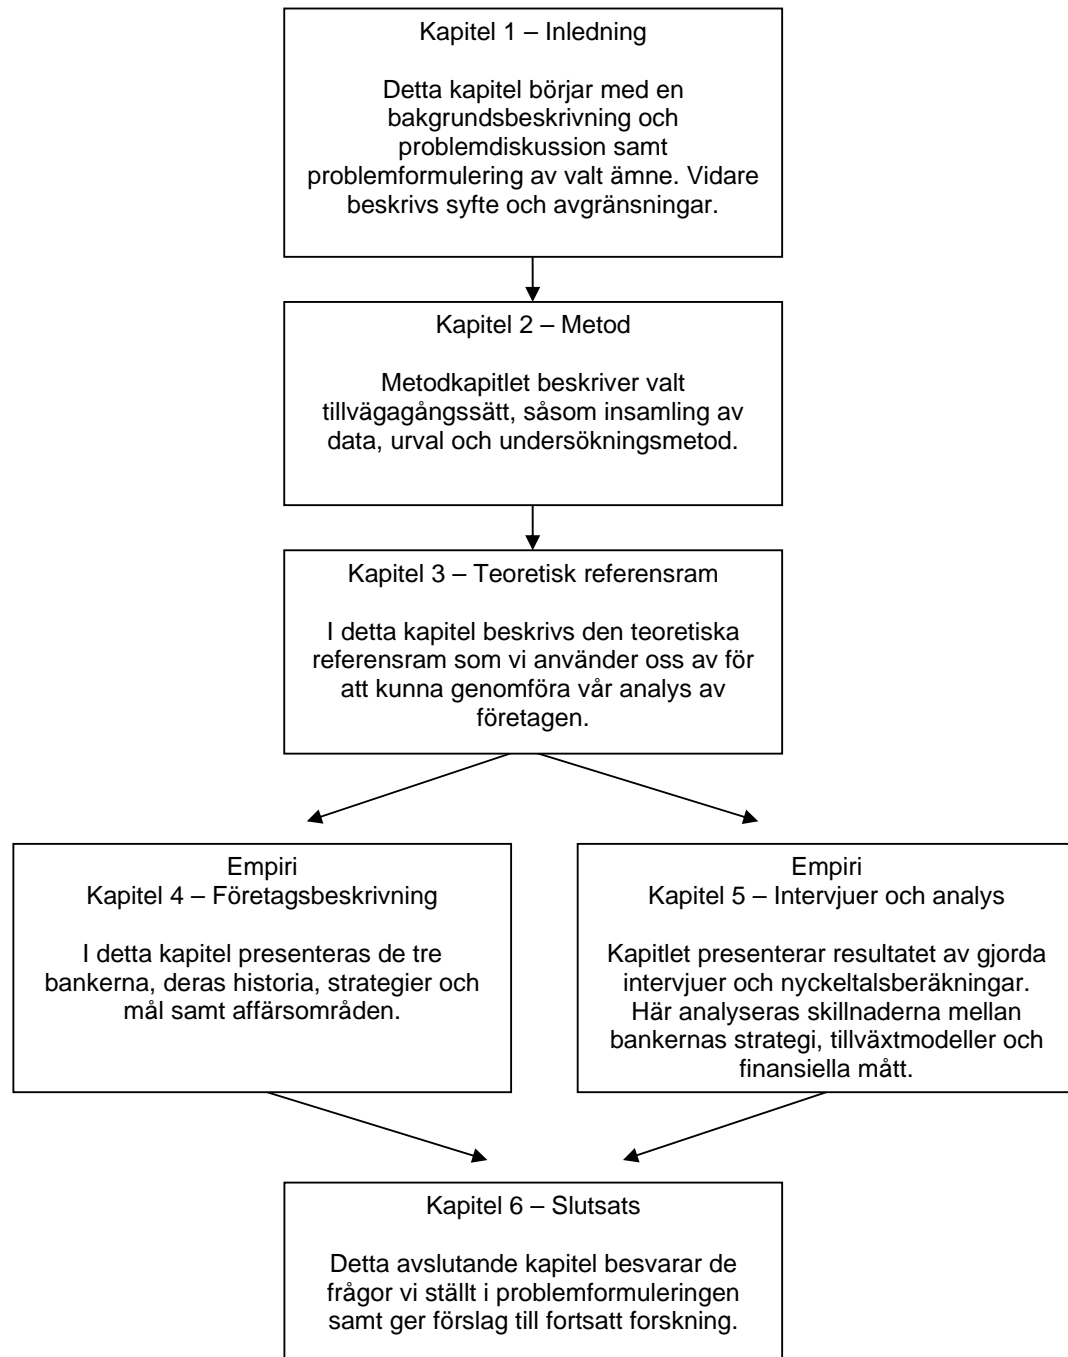 Kapitel 1 – Inledning
Detta kapitel börjar med en
bakgrundsbeskrivning och
problemdiskussion samt
problemformulering av valt ämne. Vidare
beskrivs syfte och avgränsningar.
Kapitel 2 – Metod
Metodkapitlet beskriver valt
tillvägagångssätt, såsom insamling av
data, urval och undersökningsmetod.
Kapitel 3 – Teoretisk referensram
I detta kapitel beskrivs den teoretiska
referensram som vi använder oss av för
att kunna genomföra vår analys av
företagen.
Empiri
Kapitel 4 – Företagsbeskrivning
I detta kapitel presenteras de tre
bankerna, deras historia, strategier och
mål samt affärsområden.
Empiri
Kapitel 5 – Intervjuer och analys
Kapitlet presenterar resultatet av gjorda
intervjuer och nyckeltalsberäkningar.
Här analyseras skillnaderna mellan
bankernas strategi, tillväxtmodeller och
finansiella mått.
Kapitel 6 – Slutsats
Detta avslutande kapitel besvarar de
frågor vi ställt i problemformuleringen
samt ger förslag till fortsatt forskning.